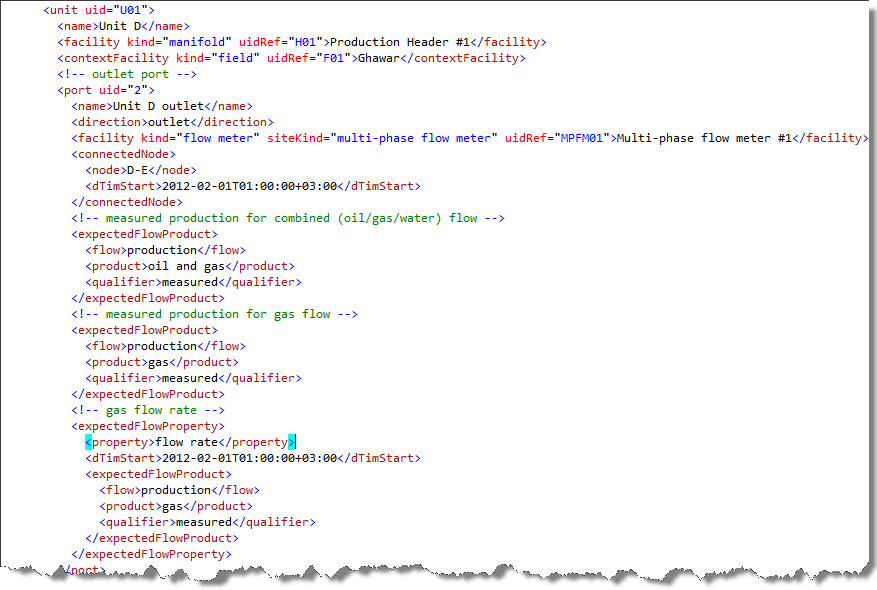 <unit uid="U01">
<name>Unit D</name>
<facility kind="manifold" uidRef="H01">Production Header #1</facility>
<contextFacility kind="field" uidRef="F01">Ghawar</contextFacility>
<!-- outlet port -->
<port uid="2">
<name>Unit D outlet</name>
<direction>outlet</direction>
<facility kind="flow meter" siteKind="multi-phase flow meter" uidRef="MPFM01">Multi-phase flow meter #1</facility>
<connectedNode>
<node>D-E</node>
<dTimStart>2012-02-01T01:00:00+03:00</dTimStart>
</connectedNode>
<!-- measured production for combined (oil/gas/water) flow -->
<expectedFlowProduct>
<flow>production</flow>
<product>oil and gas</product>
<qualifier>measured</qualifier>
</expectedFlowProduct>
<!-- measured production for gas flow -->
<expectedFlowProduct>
<flow>production</flow>
<product>gas</product>
<qualifier>measured</qualifier>
</expectedFlowProduct>
<!-- gas flow rate -->
<expectedFlowProperty>
<property>flow rate</property>
<dTimStart>2012-02-01T01:00:00+03:00</dTimStart>
<expectedFlowProduct>
<flow>production</flow>
<product>gas</product>
<qualifier>measured</qualifier>
</expectedFlowProduct>
</expectedFlowProperty>
</port>